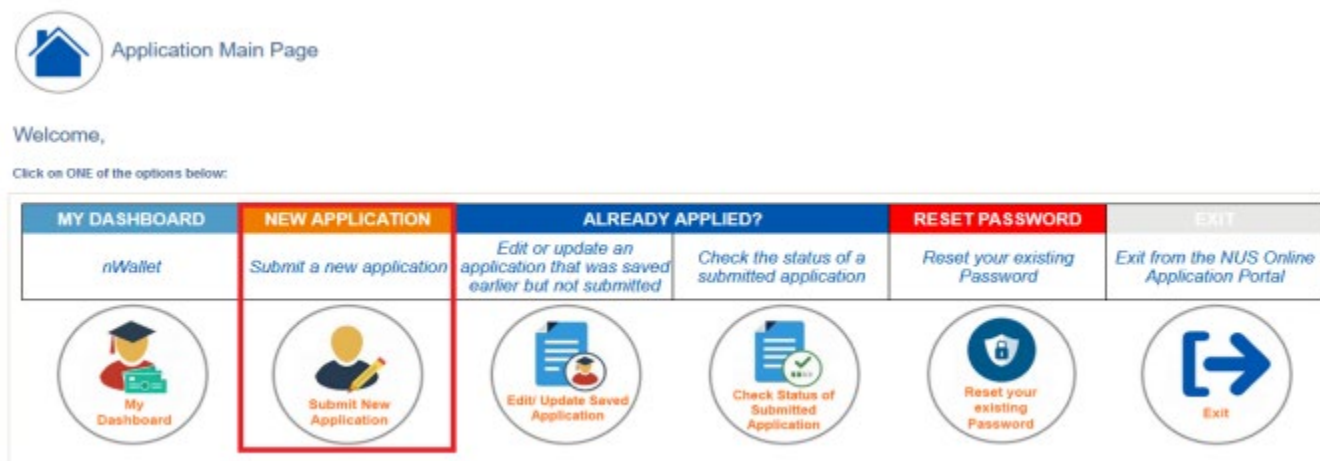 Application Main Page
Welcome,
Click on ONE of the options below:
MY DASHBOARD
NEW APPLICATION
ALREADY APPLIED?
RESET PASSWORD
EXIT
nWallet
Submit a new application
Edit or update an
application that was saved
earlier but not submitted
Check the status of a
submitted application
Reset your existing
Password
Exit from the NUS Online
Application Portal
My
Dashboard
Submit New
Application
Edit/ Update Saved
Application
Check Status of
Submitted
Application
Reset your
existing
Password
Exit